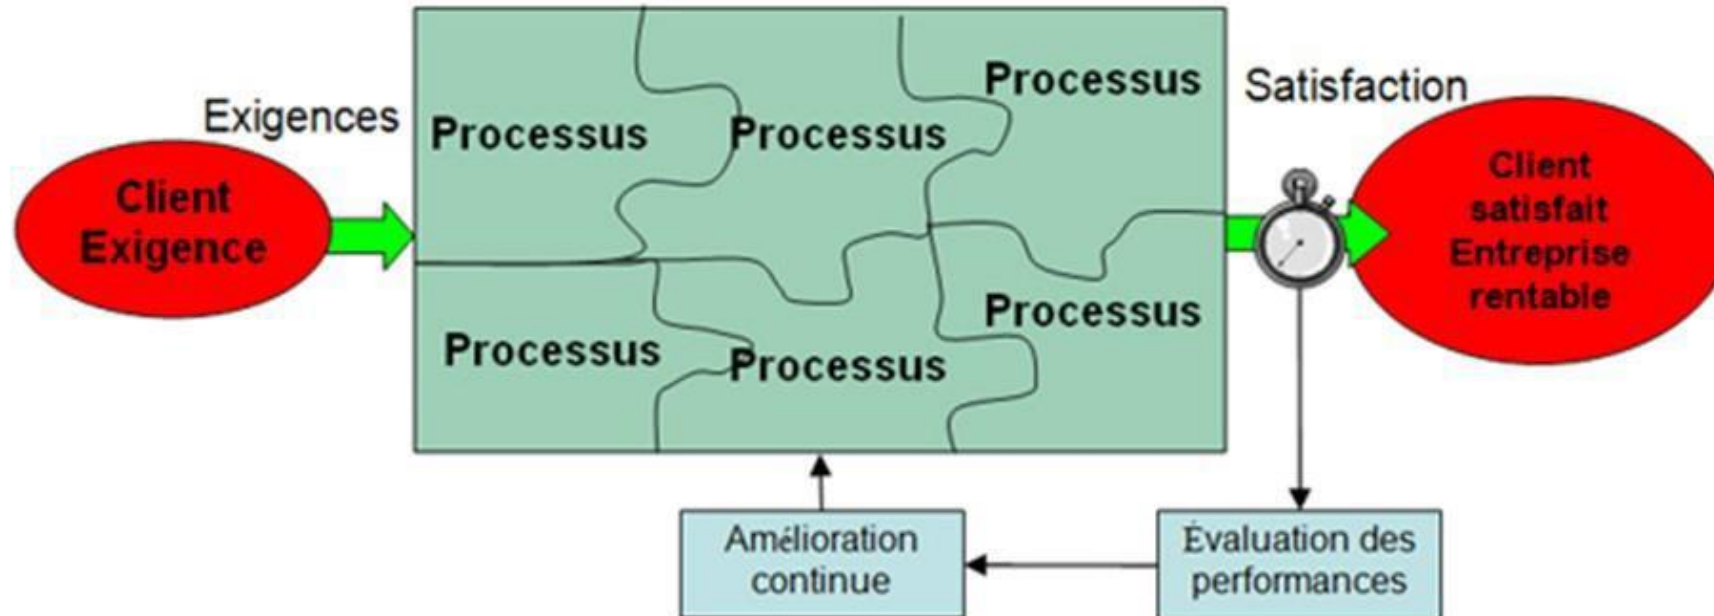 Exigences
Client
Exigence
Processus
Processus
Processus
Processus
Processus
Processus
Satisfaction
Client
satisfait
Entreprise
rentable
Amélioration
continue
Évaluation des
performances